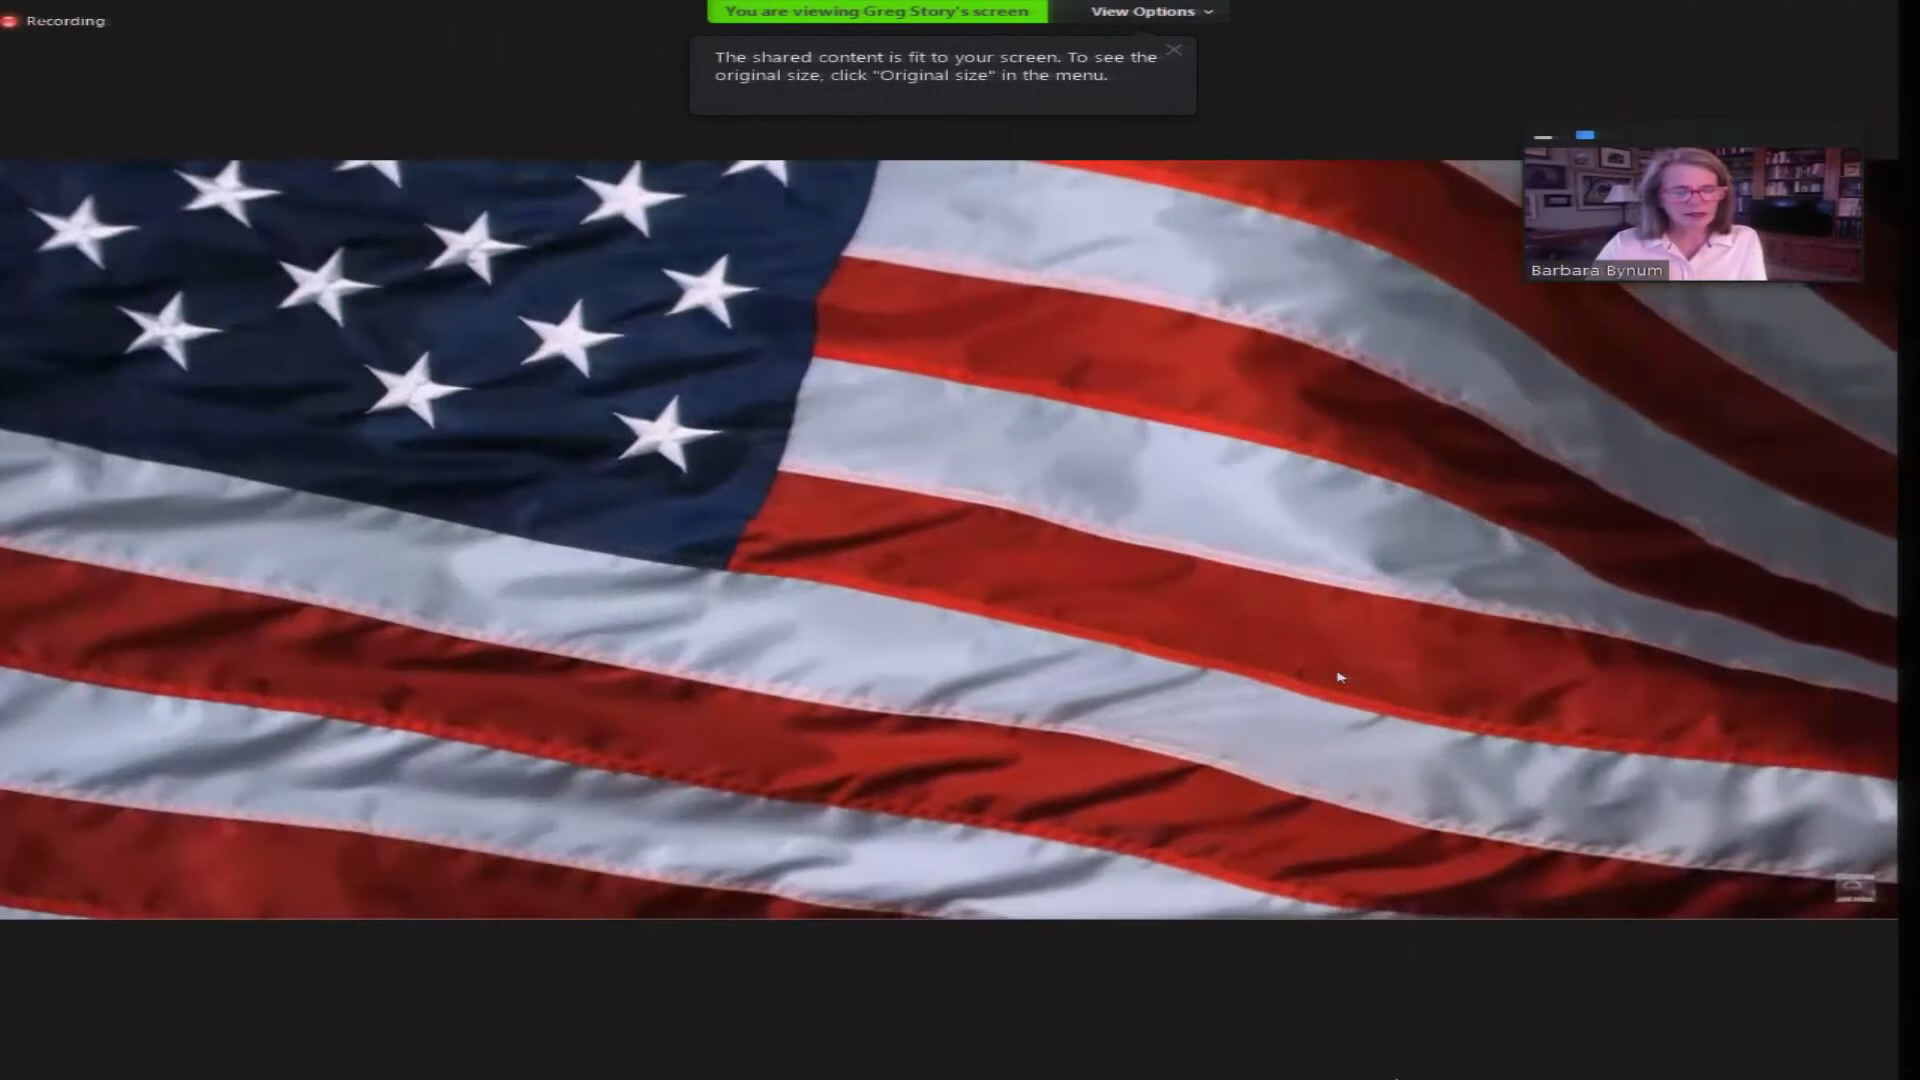 Recording
You are viewing Greg Story's screen
View Options
The shared content is fit to your screen. To see the
original size, click "Original size" in the menu.
Barbara Bynum